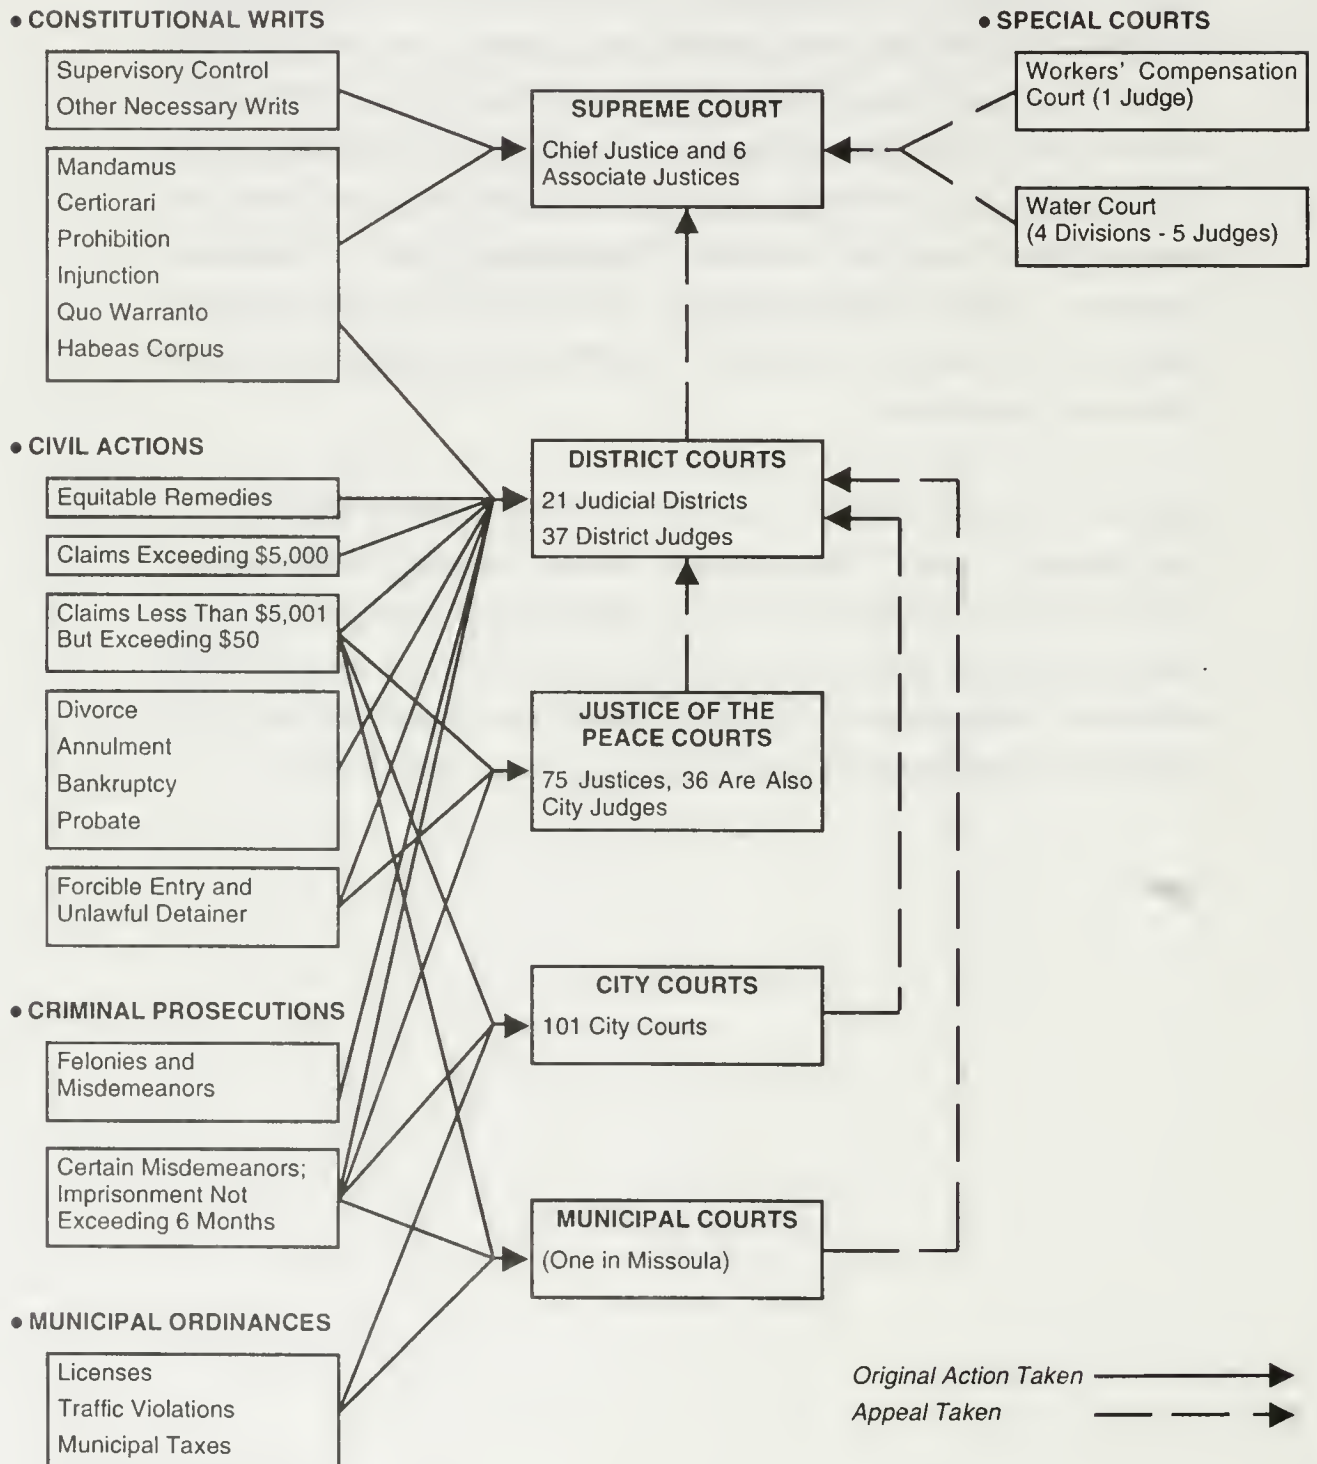 • CONSTITUTIONAL WRITS
Supervisory Control
Other Necessary Writs
Mandamus
Certiorari
Prohibition
Injunction
Quo Warranto
Habeas Corpus
• CIVIL ACTIONS
Equitable Remedies
Claims Exceeding $5,000
Claims Less Than $5,001
But Exceeding $50
Divorce
Annulment
Bankruptcy
Probate
Forcible Entry and
Unlawful Detainer
• CRIMINAL PROSECUTIONS
Felonies and
Misdemeanors
Certain Misdemeanors;
Imprisonment Not
Exceeding 6 Months
• MUNICIPAL ORDINANCES
Licenses
Traffic Violations
Municipal Taxes
SUPREME COURT
Chief Justice and 6
Associate Justices
DISTRICT COURTS
21 Judicial Districts
37 District Judges
JUSTICE OF THE
PEACE COURTS
75 Justices, 36 Are Also
City Judges
CITY COURTS
101 City Courts
MUNICIPAL COURTS
(One in Missoula)
• SPECIAL COURTS
Workers' Compensation
Court (1 Judge)
Water Court
(4 Divisions - 5 Judges)
Original Action Taken
Appeal Taken